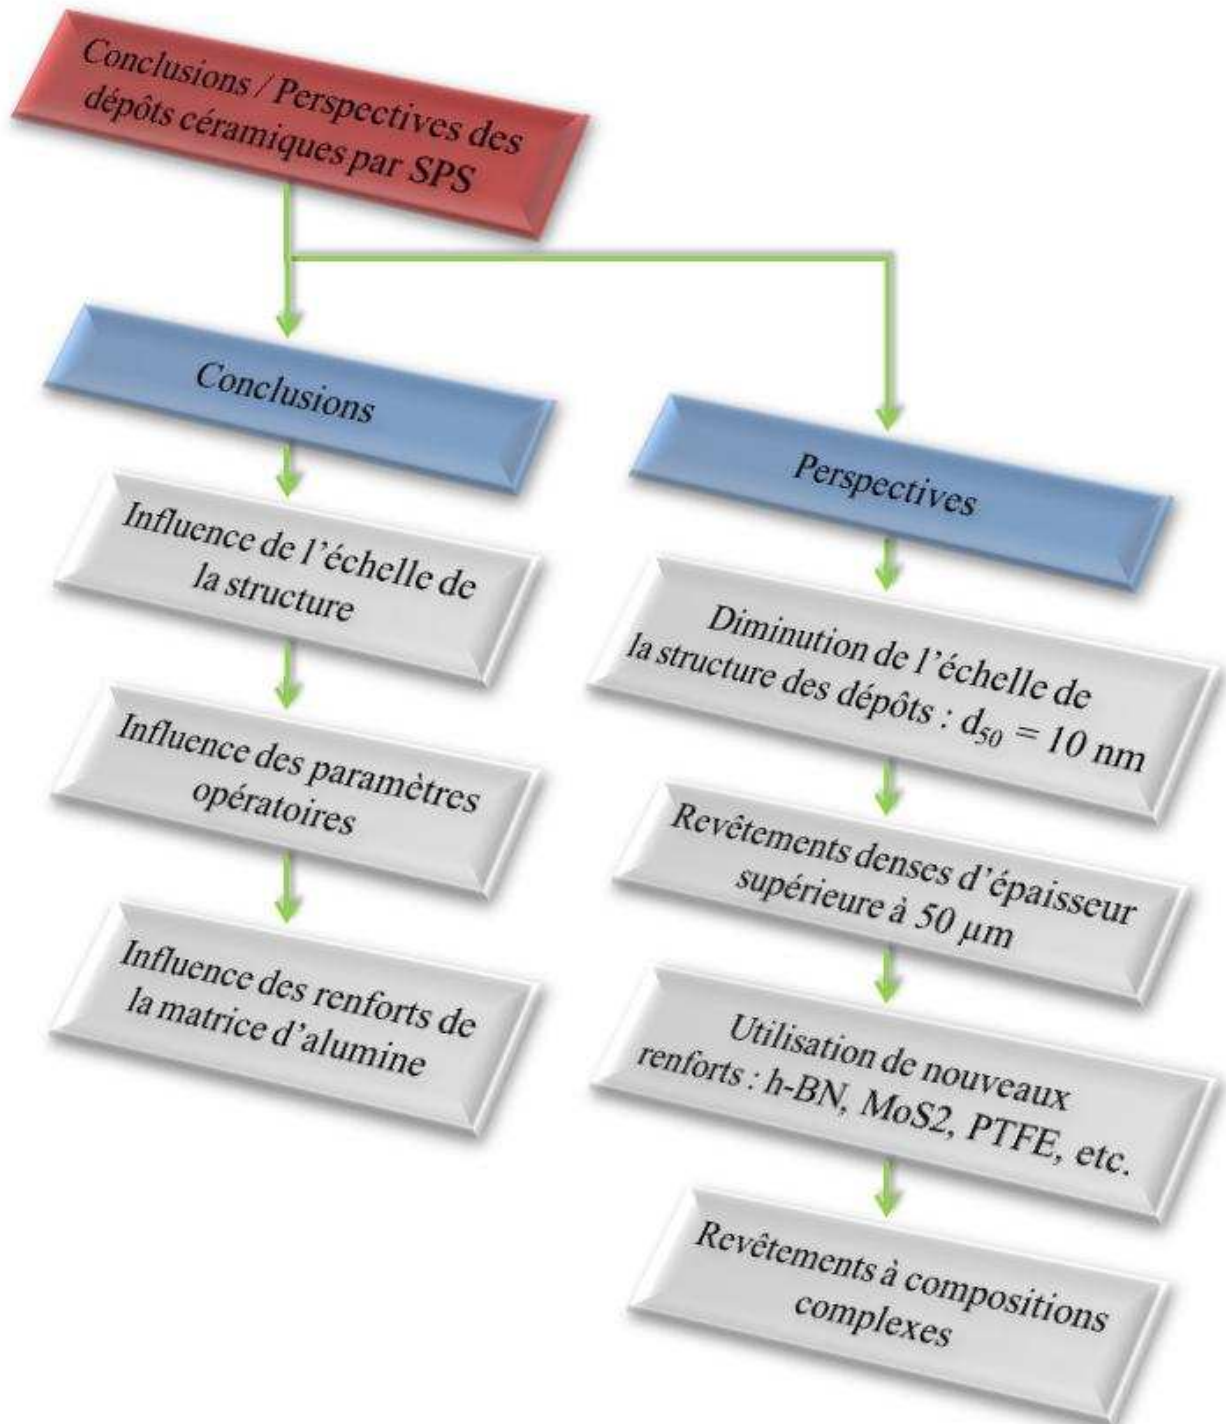 Conclusions / Perspectives des
dépôts céramiques par SPS
Conclusions
Influence de l'échelle de
la structure
Influence des paramètres
opératoires
Influence des renforts de
la matrice d'alumine
Perspectives
Diminution de l'échelle de
la structure des dépôts : d₅₀ = 10 nm
Revêtements denses d'épaisseur
supérieure à 50 µm
Utilisation de nouveaux
renforts : h-BN, MoS2, PTFE, etc.
Revêtements à compositions
complexes